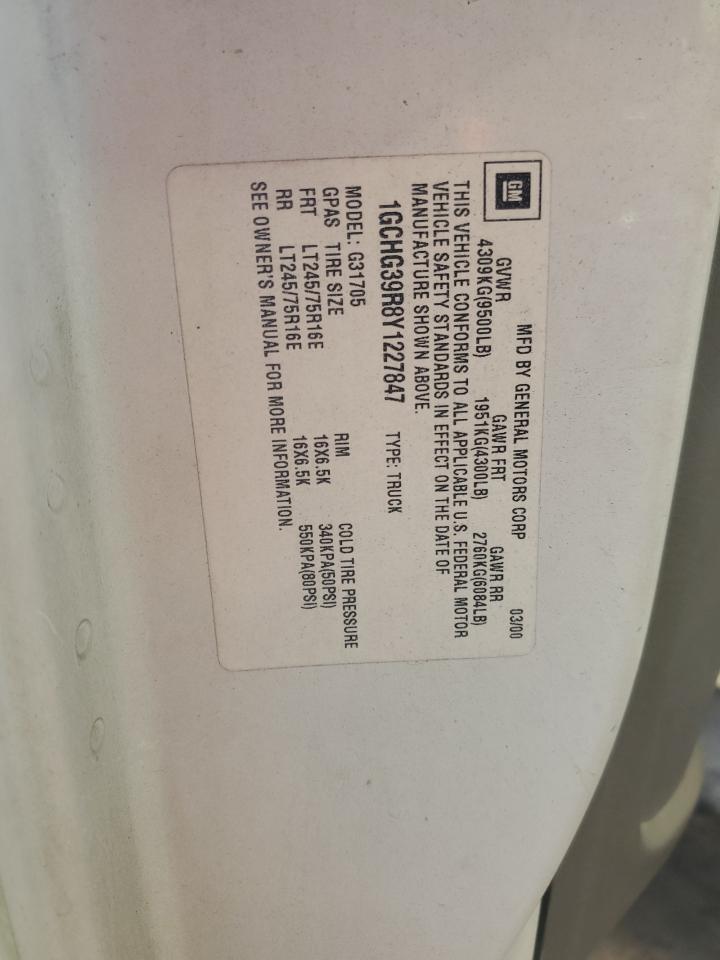 GM
MFD BY GENERAL MOTORS CORP 03/00
GVWR GAWR FRT GAWR RR
4309KG(9500LB) 1951KG(4300LB) 2760KG(6084LB)
THIS VEHICLE CONFORMS TO ALL APPLICABLE U.S. FEDERAL MOTOR
VEHICLE SAFETY STANDARDS IN EFFECT ON THE DATE OF
MANUFACTURE SHOWN ABOVE.
1GCHG39R8Y1227847 TYPE: TRUCK
MODEL: G31705
GPAS TIRE SIZE RIM COLD TIRE PRESSURE
FRT LT245/75R16E 16X6.5K 340KPA(50PSI)
RR LT245/75R16E 16X6.5K 550KPA(80PSI)
SEE OWNER'S MANUAL FOR MORE INFORMATION.